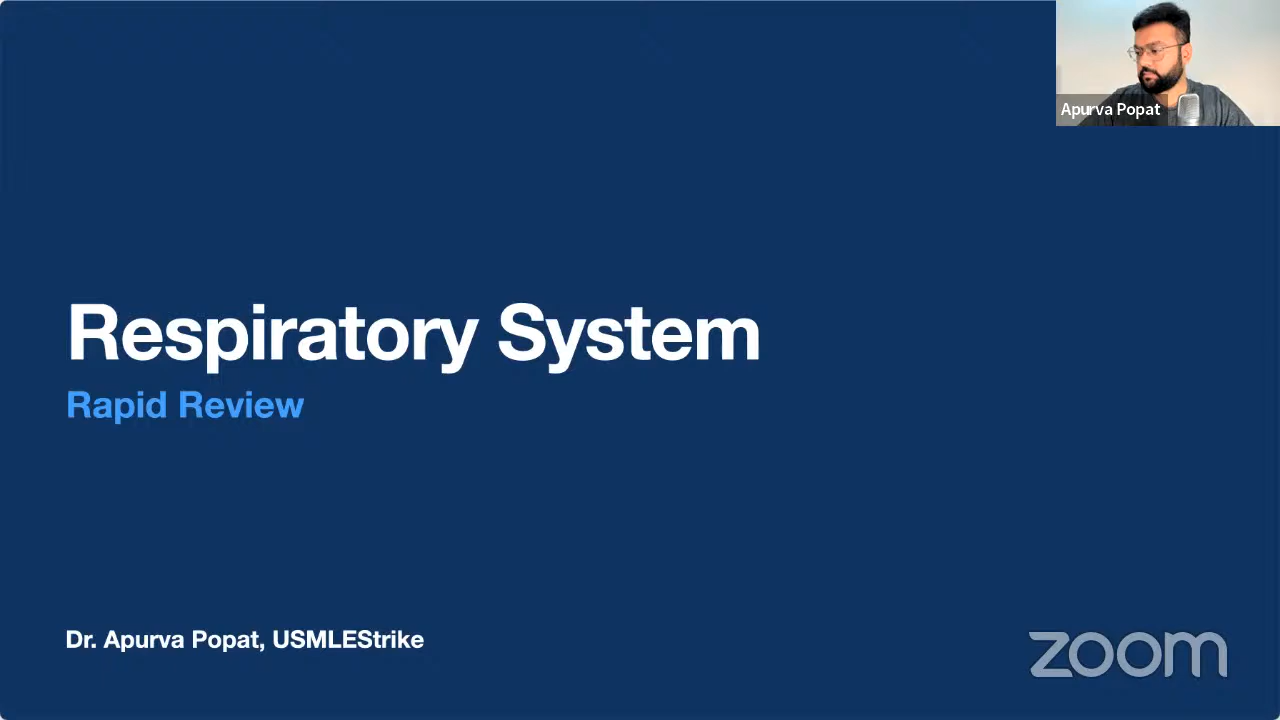 Apurva Popat
Respiratory System
Rapid Review
Dr. Apurva Popat, USMLEStrike
zoom